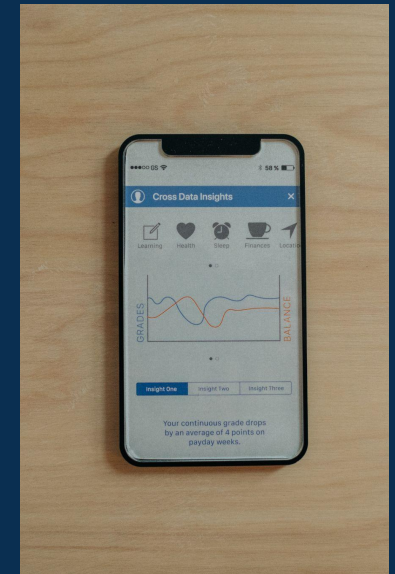 GS 58%
Cross Data Insights ×
Learning Health Sleep Finances Locatio
GRADES
BALANCE
Insight One Insight Two Insight Three
Your continuous grade drops
by an average of 4 points on
payday weeks.